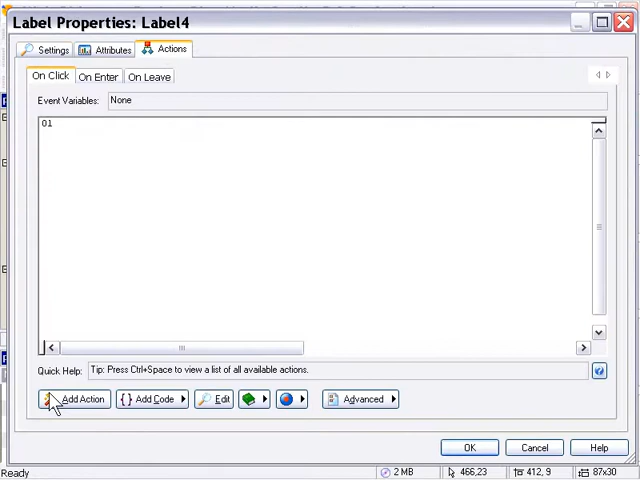 Label Properties: Label4
Settings Attributes Actions
On Click On Enter On Leave
Event Variables: None
01
Quick Help: Tip: Press Ctrl+Space to view a list of all available actions.
Add Action { } Add Code Edit Advanced
OK Cancel Help
Ready 2 MB 466,23 412, 9 87x30